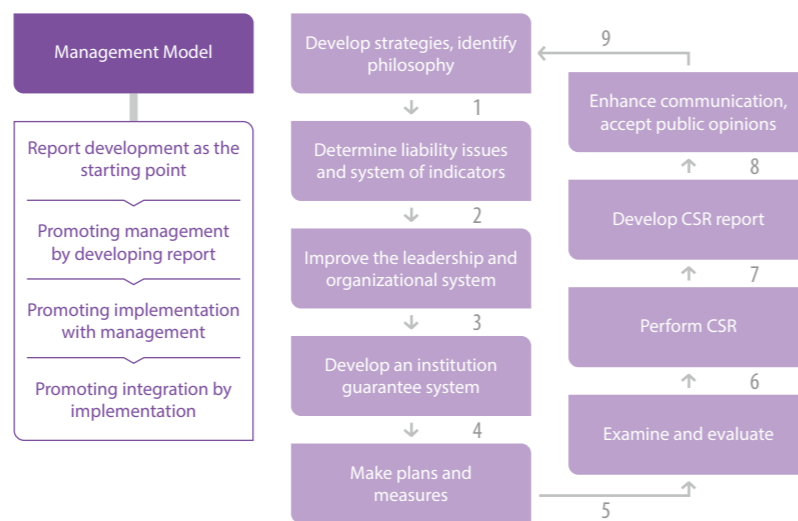 Management Model
Report development as the
starting point
Promoting management
by developing report
Promoting implementation
with management
Promoting integration by
implementation
Develop strategies, identify
philosophy
1
Determine liability issues
and system of indicators
2
Improve the leadership and
organizational system
3
Develop an institution
guarantee system
4
Make plans and
measures
5
Examine and evaluate
6
Perform CSR
7
Develop CSR report
8
Enhance communication,
accept public opinions
9